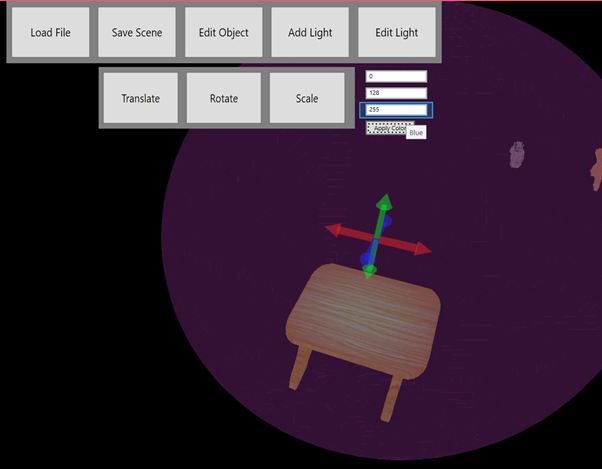 Load File
Save Scene
Edit Object
Add Light
Edit Light
Translate
Rotate
Scale
0
128
255
Apply Color
Blue